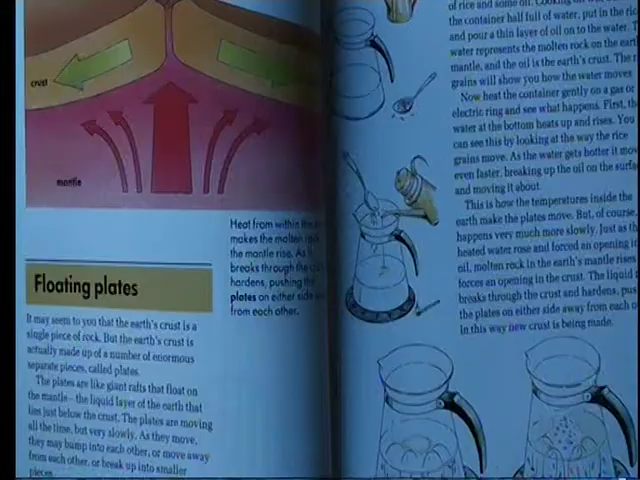 crust
mantle
Heat from within the
makes the molten rock
the mantle rise. As it
breaks through the
hardens, pushing the
plates on either side
from each other.
Floating plates
It may seem to you that the earth's crust is a
single piece of rock. But the earth's crust is
actually made up of a number of enormous
separate pieces, called plates.
The plates are like giant rafts that float on
the mantle – the liquid layer of the earth that
lies just below the crust. The plates are moving
all the time, but very slowly. As they move,
they may bump into each other, or move away
from each other, or break up into smaller
pieces.
of rice and some oil.
the container half full of water, put in the
and pour a thin layer of oil on to the water.
water represents the molten rock on the
mantle, and the oil is the earth's crust. The
grains will show you how the water moves
Now heat the container gently on a gas or
electric ring and see what happens. First, the
water at the bottom heats up and rises. You
can see this by looking at the way the rice
grains move. As the water gets hotter it
even faster, breaking up the oil on the
and moving it about.
This is how the temperatures inside the
earth make the plates move. But, of course
happens very much more slowly. Just as the
heated water rose and forced an opening
oil, molten rock in the earth's mantle rises
forces an opening in the crust. The liquid
breaks through the crust and hardens,
the plates on either side away from each
In this way new crust is being made.